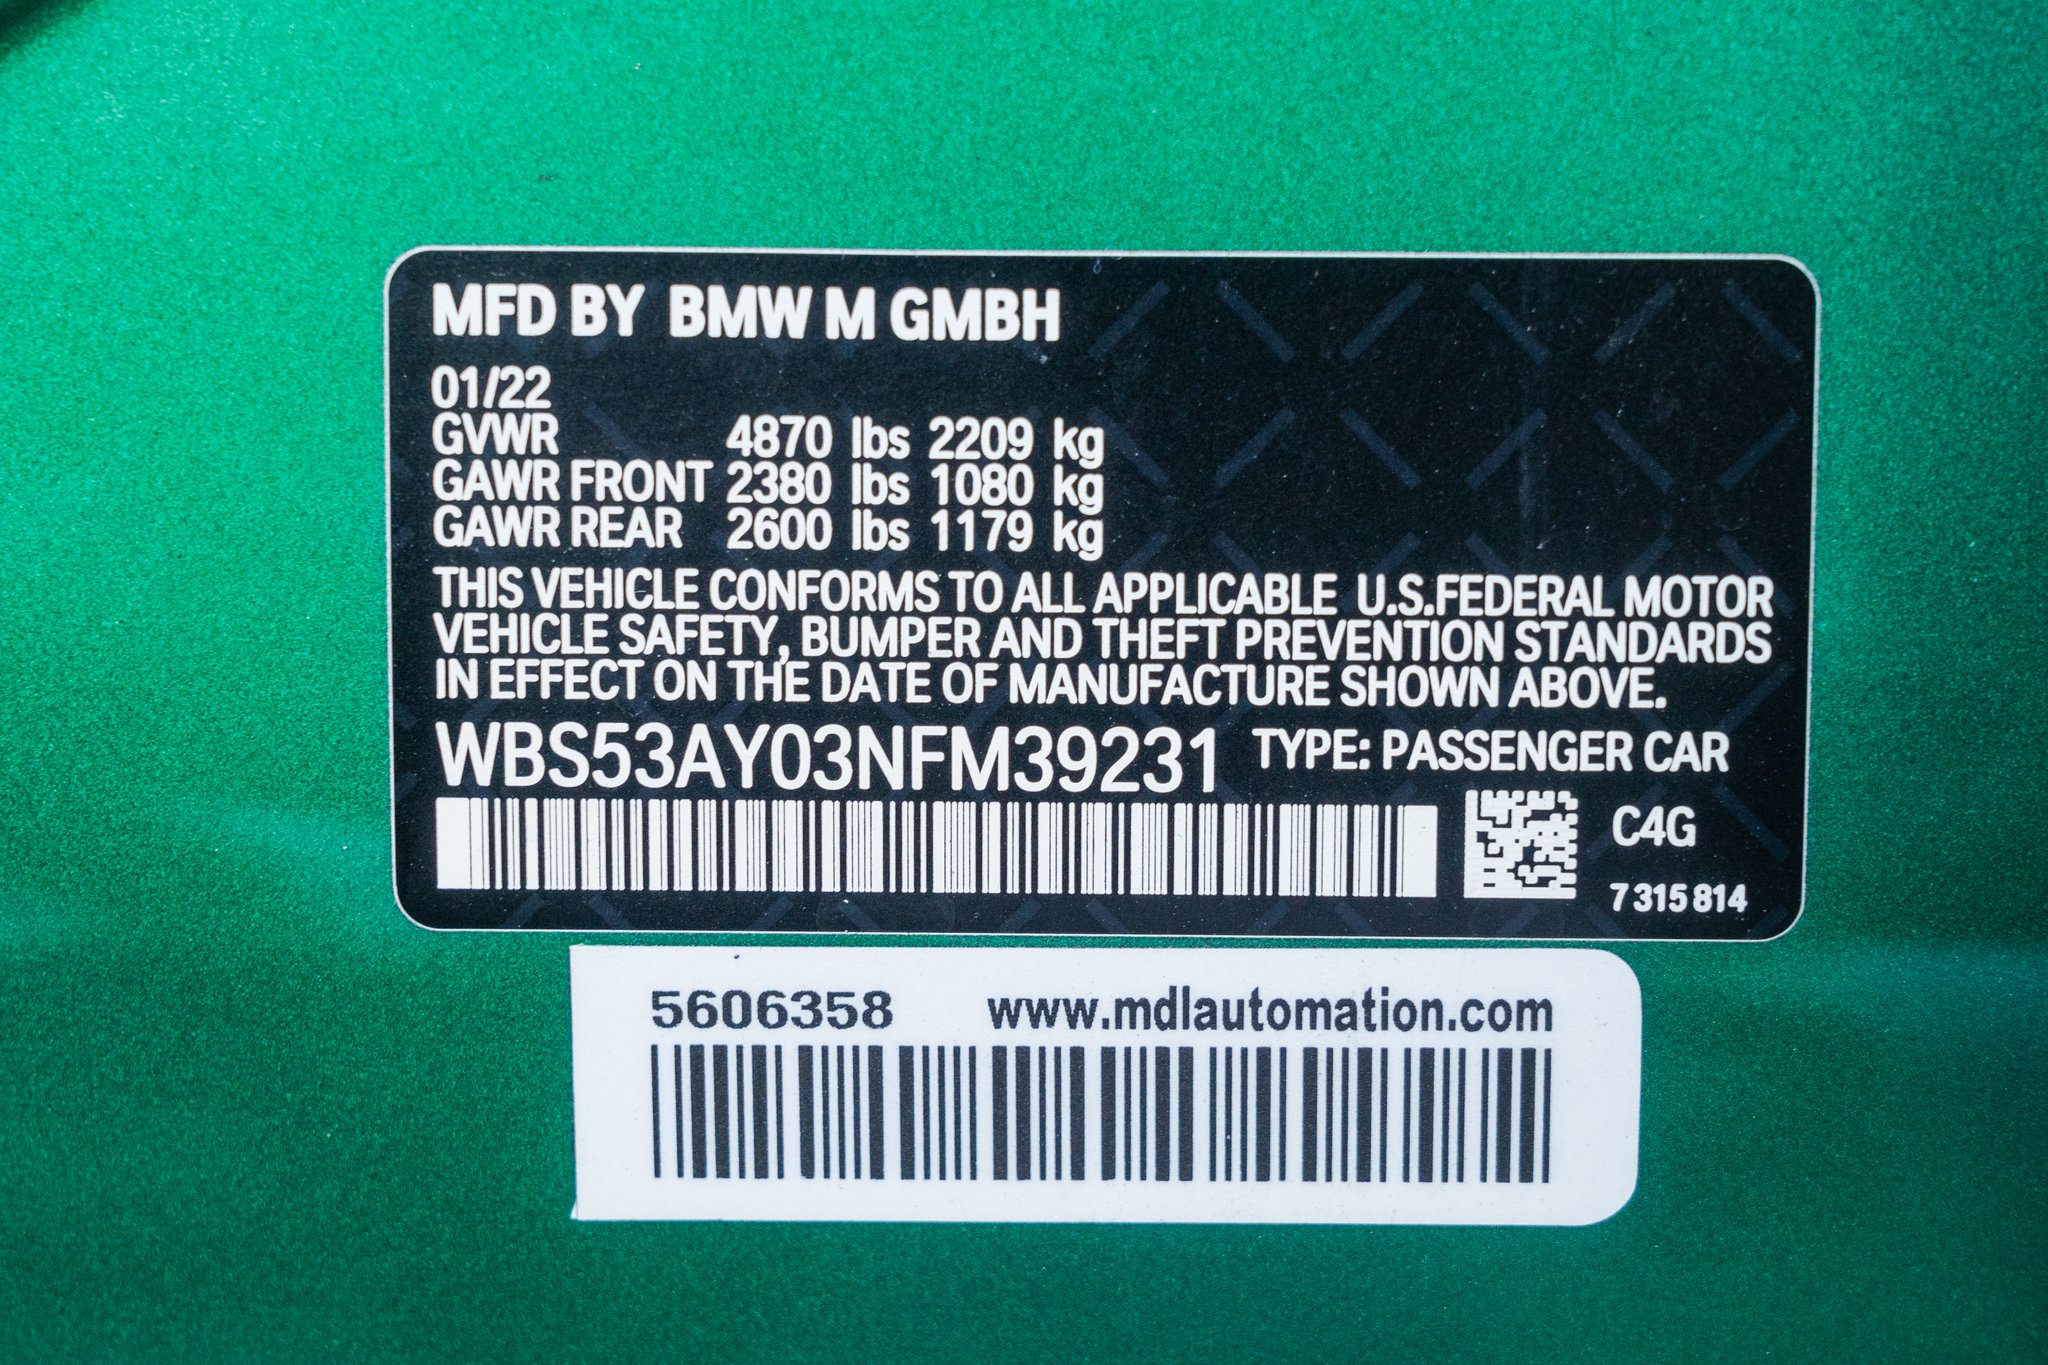 MFD BY BMW M GMBH
01/22
GVWR 4870 lbs 2209 kg
GAWR FRONT 2380 lbs 1080 kg
GAWR REAR 2600 lbs 1179 kg
THIS VEHICLE CONFORMS TO ALL APPLICABLE U.S.FEDERAL MOTOR
VEHICLE SAFETY, BUMPER AND THEFT PREVENTION STANDARDS
IN EFFECT ON THE DATE OF MANUFACTURE SHOWN ABOVE.
WBS53AY03NFM39231 TYPE: PASSENGER CAR
C4G
7 315 814
5606358 www.mdlautomation.com